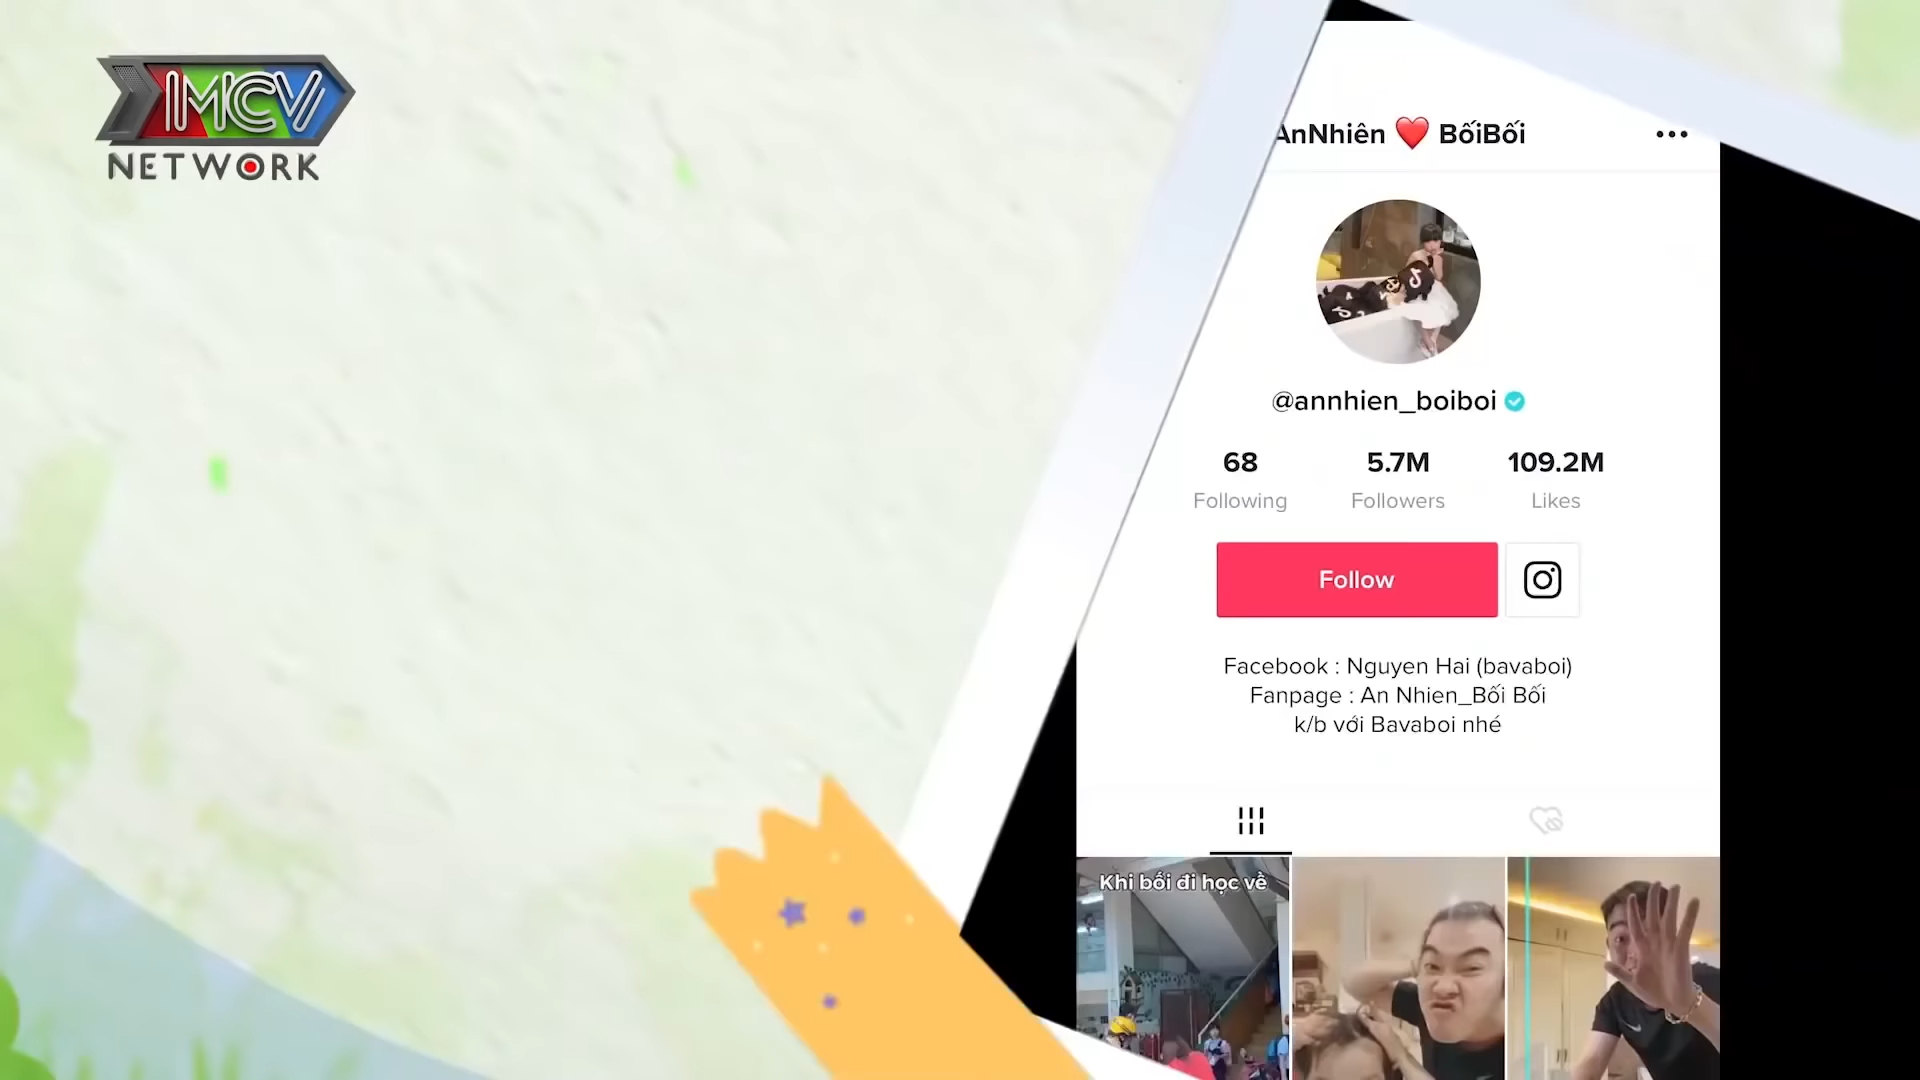 MCV
NETWORK
AnNhiên ❤️ BốiBối
@annhien_boiboi
68
5.7M
109.2M
Following
Followers
Likes
Follow
Facebook : Nguyen Hai (bavaboi)
Fanpage : An Nhien_Bối Bối
k/b với Bavaboi nhé
Khi bối đi học về